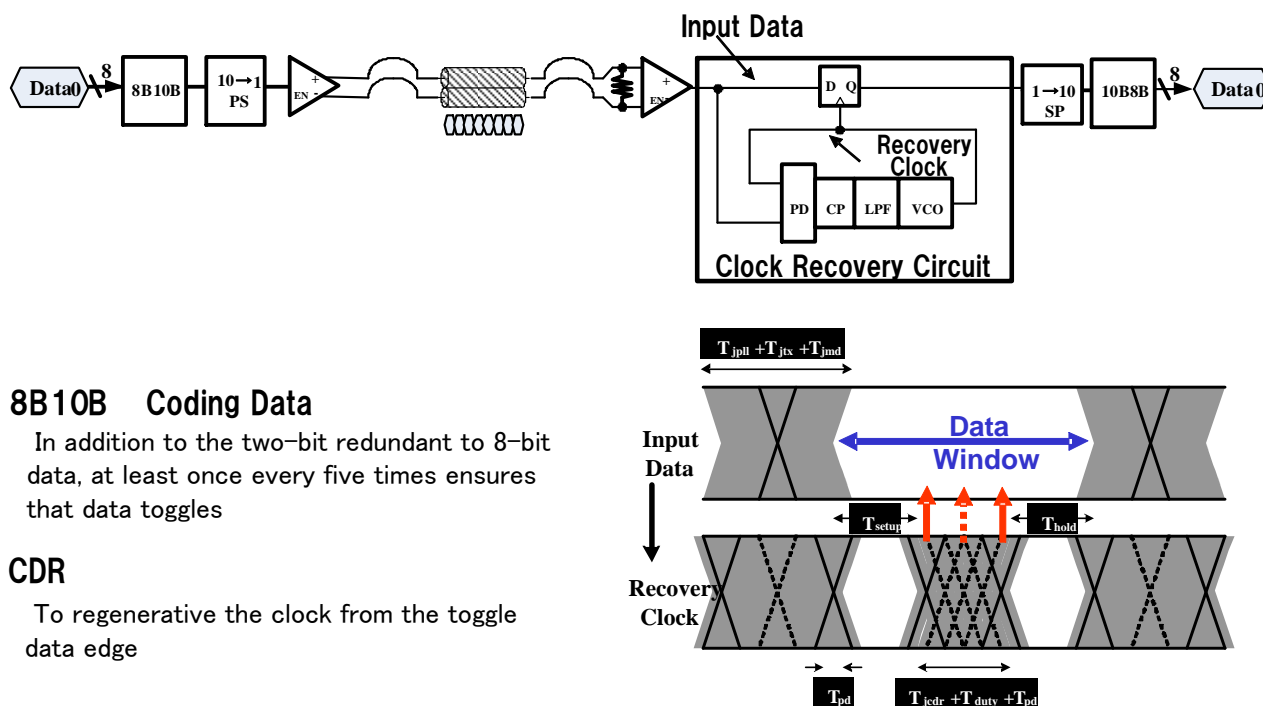 Input Data
8
Data0
8B10B
10→1
PS
+
EN -
+
EN-
D Q
Recovery
Clock
PD
CP
LPF
VCO
Clock Recovery Circuit
1→10
SP
10B8B
8
Data0
8B10B Coding Data
In addition to the two-bit redundant to 8-bit
data, at least once every five times ensures
that data toggles
CDR
To regenerative the clock from the toggle
data edge
Tjpll +Tjtx +Tjmd
Input
Data
Data
Window
Tsetup
Thold
Recovery
Clock
Tpd
Tjcdr +Tduty +Tpd